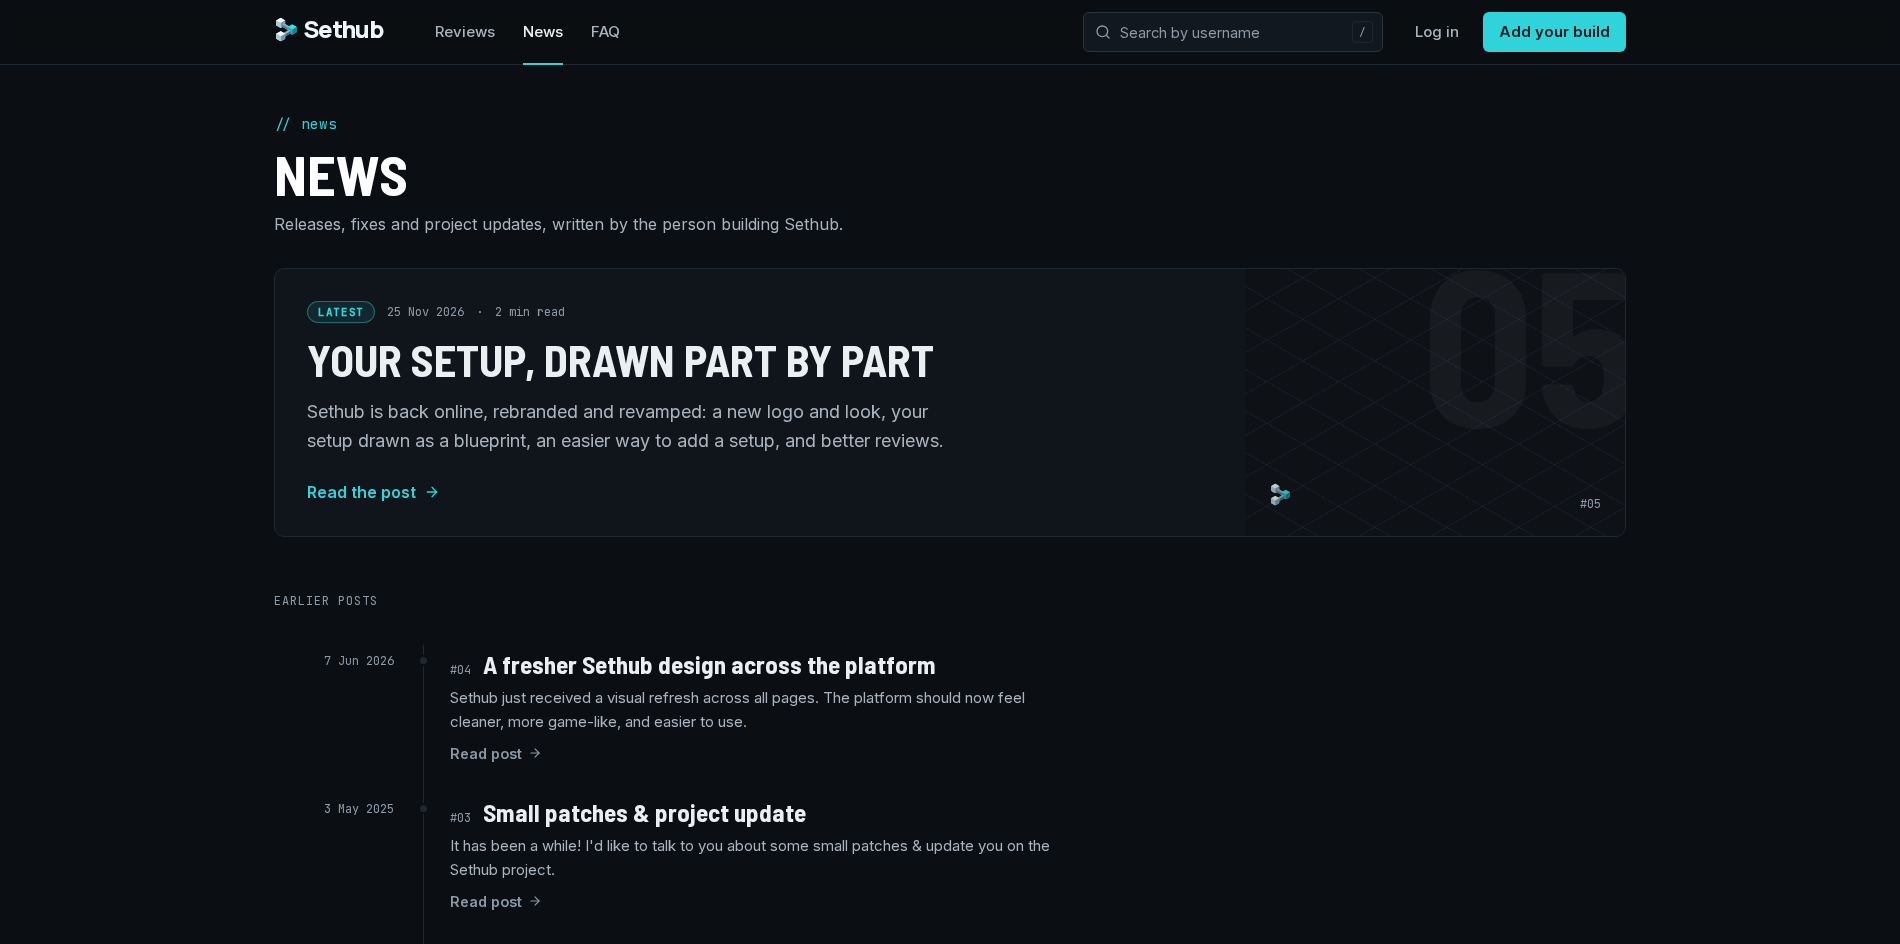 Sethub
Reviews
News
FAQ
Search by username
/
Log in
Add your build
// news
NEWS
Releases, fixes and project updates, written by the person building Sethub.
LATEST
25 Nov 2026 · 2 min read
YOUR SETUP, DRAWN PART BY PART
Sethub is back online, rebranded and revamped: a new logo and look, your
setup drawn as a blueprint, an easier way to add a setup, and better reviews.
Read the post
05
#05
EARLIER POSTS
7 Jun 2026
#04 A fresher Sethub design across the platform
Sethub just received a visual refresh across all pages. The platform should now feel
cleaner, more game-like, and easier to use.
Read post
3 May 2025
#03 Small patches & project update
It has been a while! I'd like to talk to you about some small patches & update you on the
Sethub project.
Read post